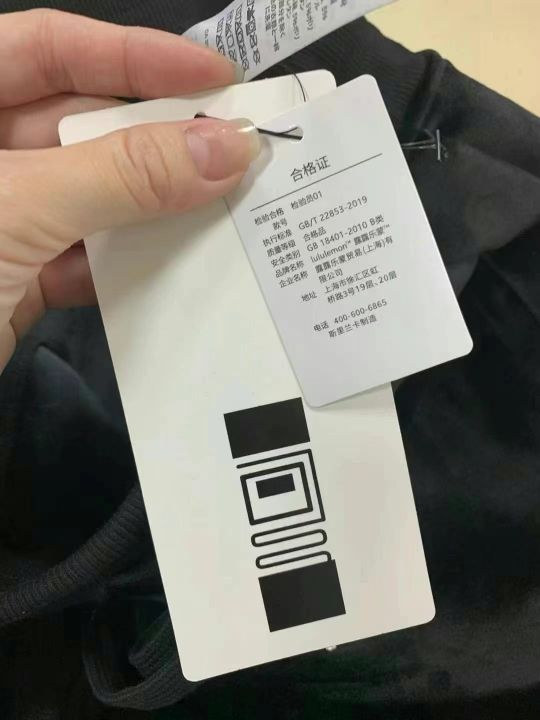 合格证
检验合格 检验员01
款号
执行标准 GB/T 22853-2019
质量等级 合格品
安全类别 GB 18401-2010 B类
品牌名称 lululemon™ 露露乐蒙™
企业名称 露露乐蒙贸易(上海)有
限公司
地址 上海市徐汇区虹
桥路3号19层、20层
电话 400-600-6865
斯里兰卡制造